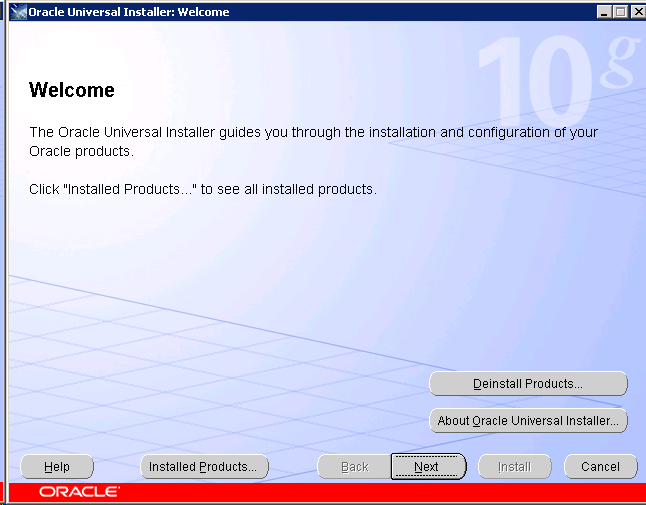 Oracle Universal Installer: Welcome
10g
Welcome
The Oracle Universal Installer guides you through the installation and configuration of your
Oracle products.
Click "Installed Products..." to see all installed products.
Deinstall Products...
About Oracle Universal Installer...
Help
Installed Products...
Back
Next
Install
Cancel
ORACLE